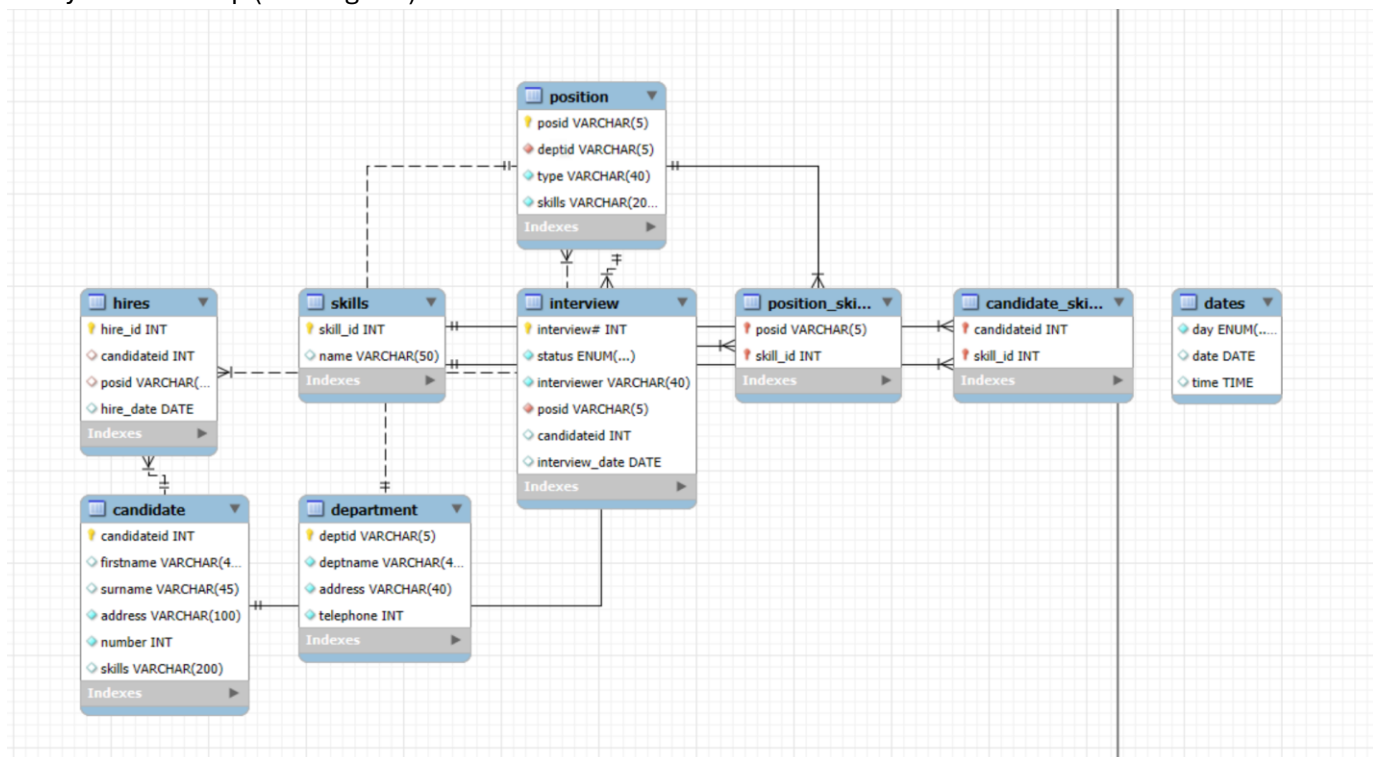 position
posid VARCHAR(5)
deptid VARCHAR(5)
type VARCHAR(40)
skills VARCHAR(20...
Indexes
hires
hire_id INT
candidateid INT
posid VARCHAR(...
hire_date DATE
Indexes
skills
skill_id INT
name VARCHAR(50)
Indexes
interview
interview# INT
status ENUM(...)
interviewer VARCHAR(40)
posid VARCHAR(5)
candidateid INT
interview_date DATE
Indexes
position_ski...
posid VARCHAR(5)
skill_id INT
Indexes
candidate_ski...
candidateid INT
skill_id INT
Indexes
dates
day ENUM(....
date DATE
time TIME
candidate
candidateid INT
firstname VARCHAR(4...
surname VARCHAR(45)
address VARCHAR(100)
number INT
skills VARCHAR(200)
Indexes
department
deptid VARCHAR(5)
deptname VARCHAR(4...
address VARCHAR(40)
telephone INT
Indexes